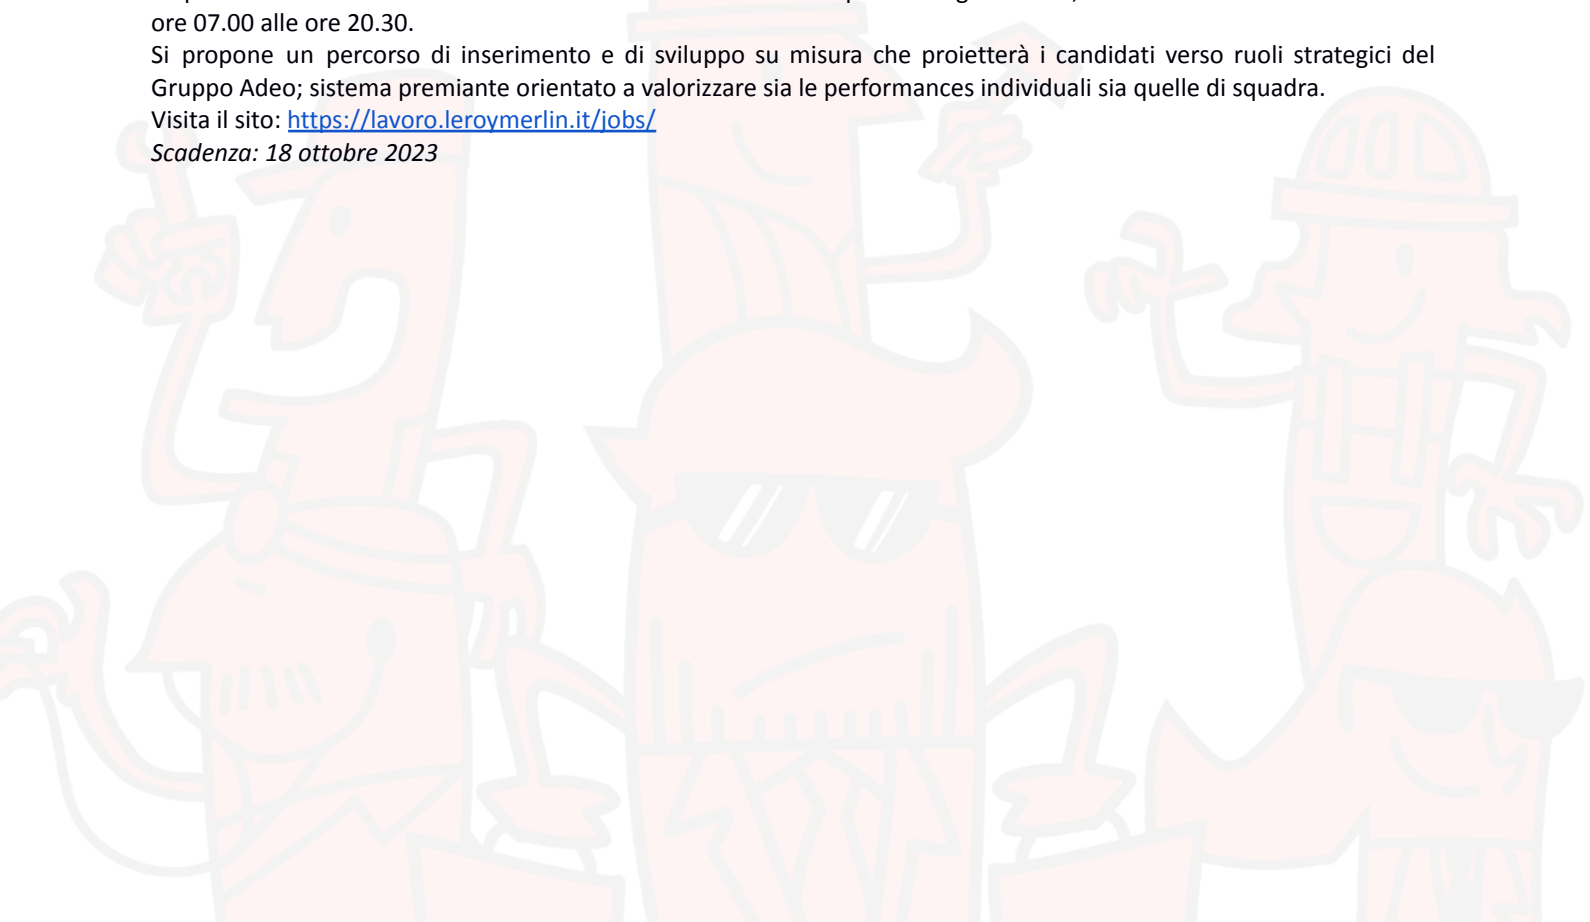 ore 07.00 alle ore 20.30.
Si propone un percorso di inserimento e di sviluppo su misura che proietterà i candidati verso ruoli strategici del
Gruppo Adeo; sistema premiante orientato a valorizzare sia le performances individuali sia quelle di squadra.
Visita il sito: https://lavoro.leroymerlin.it/jobs/
Scadenza: 18 ottobre 2023